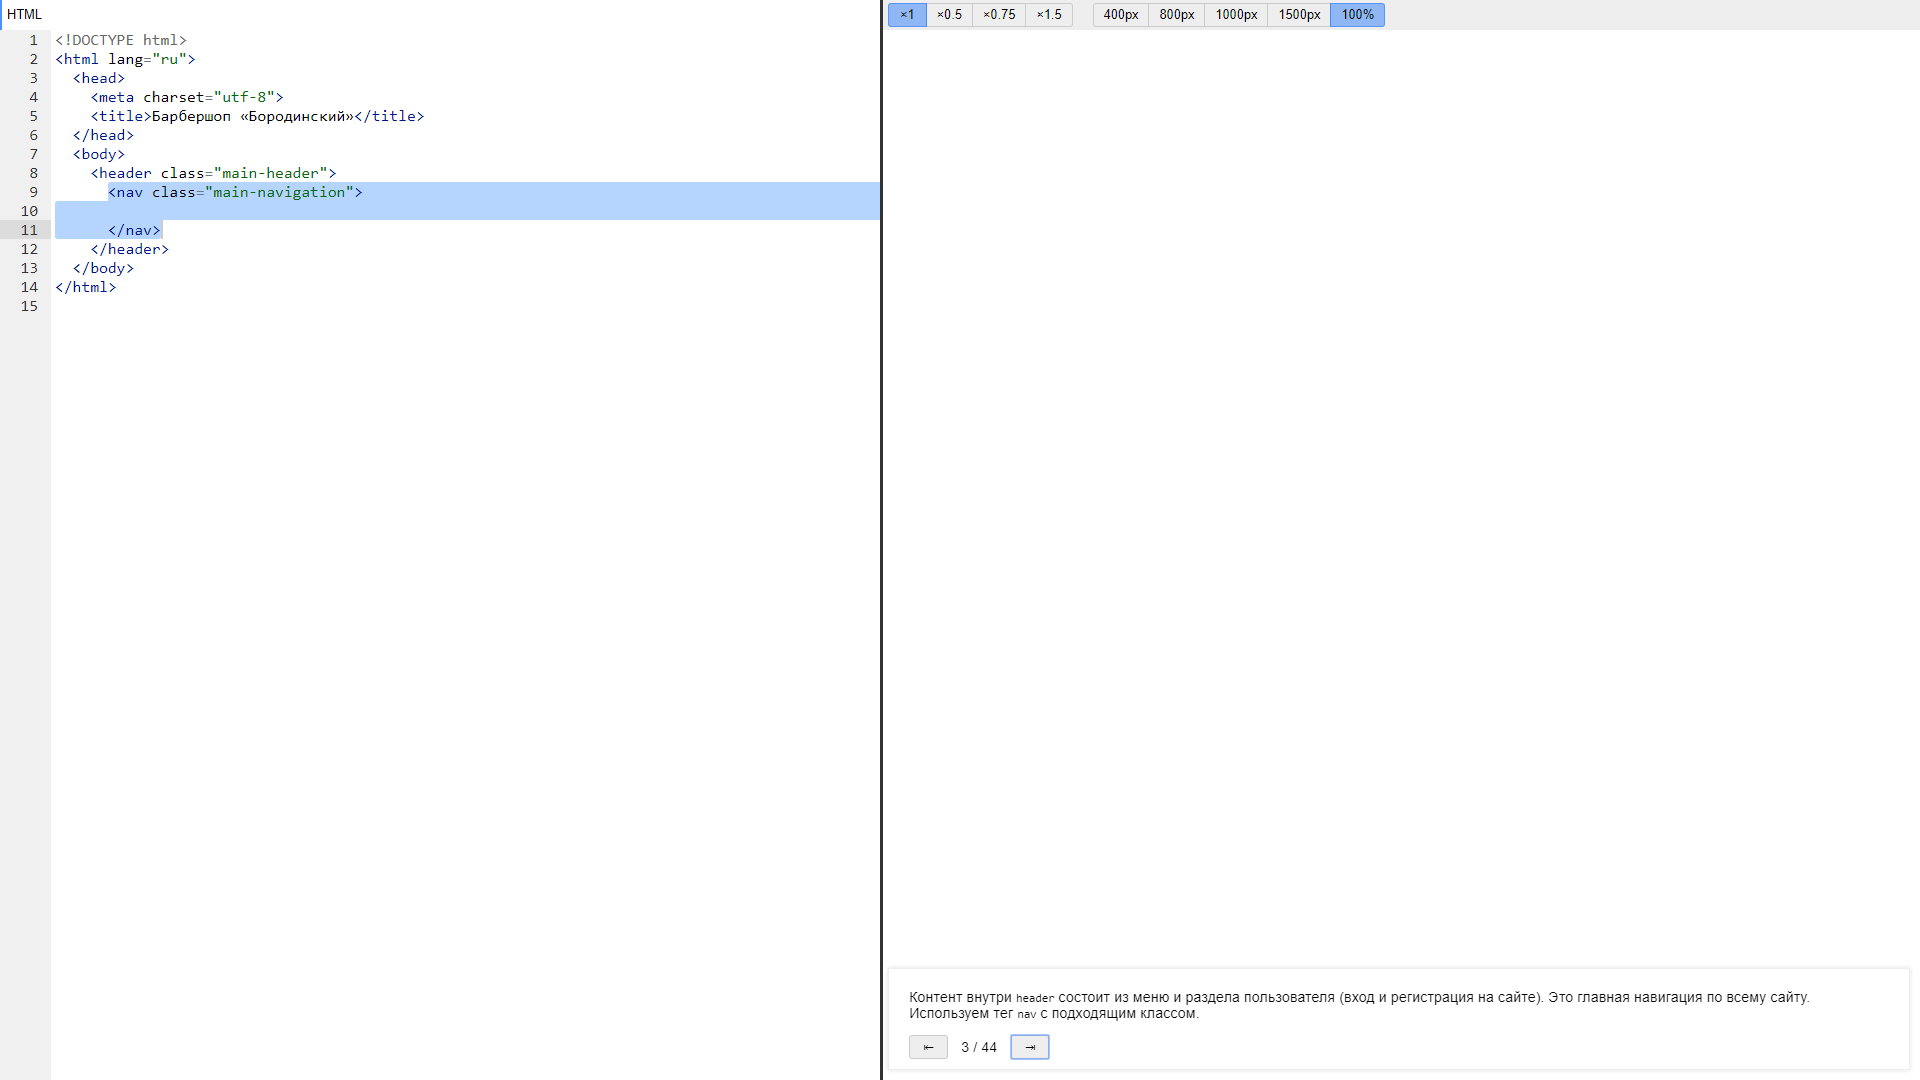 HTML
1 <!DOCTYPE html>
2 <html lang="ru">
3 <head>
4 <meta charset="utf-8">
5 <title>Барбершоп «Бородинский»</title>
6 </head>
7 <body>
8 <header class="main-header">
9 <nav class="main-navigation">
10
11 </nav>
12 </header>
13 </body>
14 </html>
15
×1 ×0.5 ×0.75 ×1.5 400px 800px 1000px 1500px 100%
Контент внутри header состоит из меню и раздела пользователя (вход и регистрация на сайте). Это главная навигация по всему сайту.
Используем тег nav с подходящим классом.
⇤ 3 / 44 ⇥